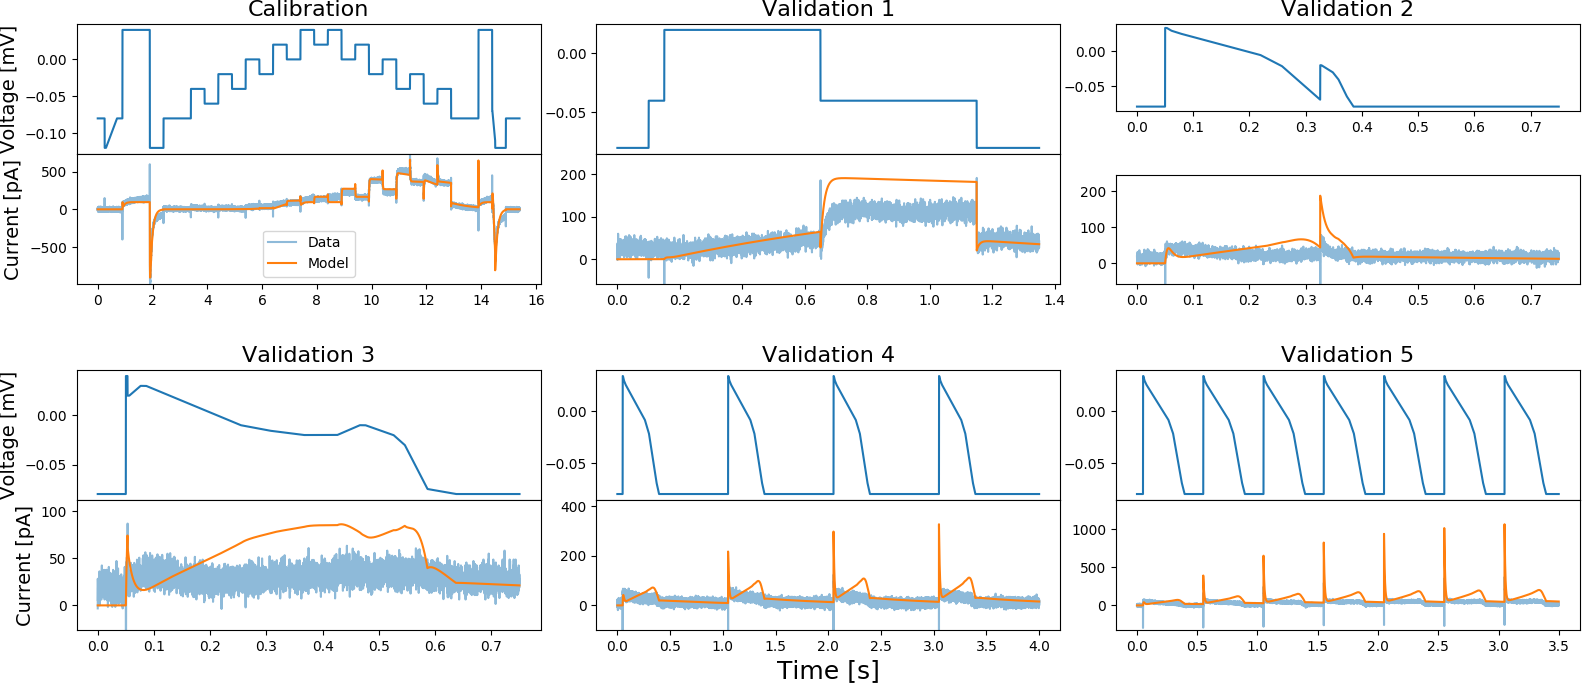 Calibration
Validation 1
Validation 2
Voltage [mV]
0.00
−0.05
−0.10
0.00
−0.05
0.00
−0.05
0.0 0.1 0.2 0.3 0.4 0.5 0.6 0.7
Current [pA]
500
0
−500
Data
Model
0 2 4 6 8 10 12 14 16
200
100
0
0.0 0.2 0.4 0.6 0.8 1.0 1.2 1.4
200
100
0
0.0 0.1 0.2 0.3 0.4 0.5 0.6 0.7
Validation 3
Validation 4
Validation 5
Voltage [mV]
0.00
−0.05
0.00
−0.05
0.00
−0.05
Current [pA]
100
50
0
0.0 0.1 0.2 0.3 0.4 0.5 0.6 0.7
400
200
0
0.0 0.5 1.0 1.5 2.0 2.5 3.0 3.5 4.0
1000
500
0
0.0 0.5 1.0 1.5 2.0 2.5 3.0 3.5
Time [s]